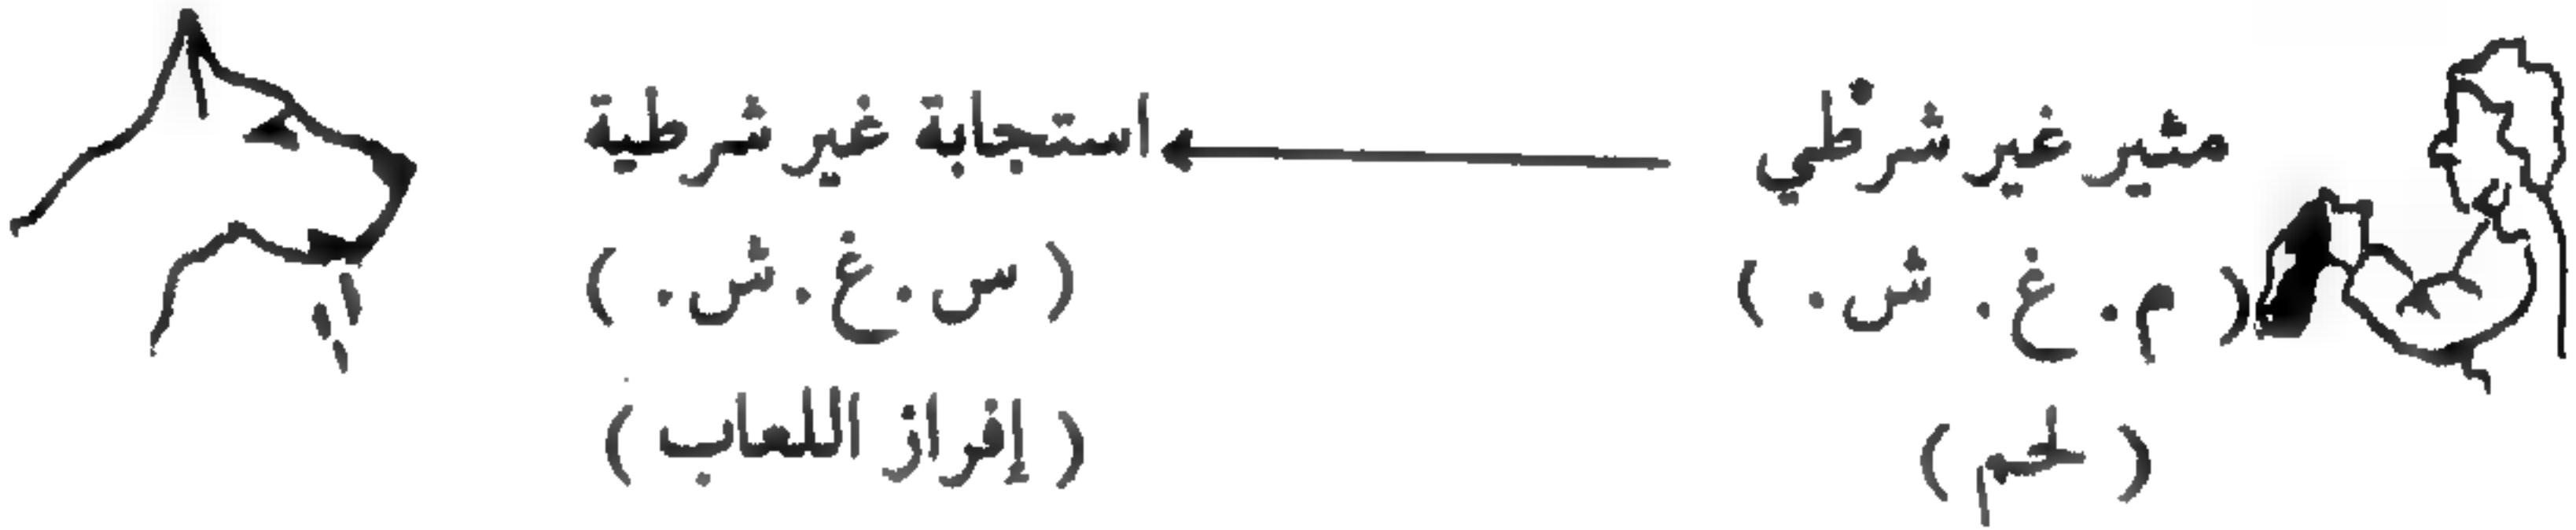 مثير غير شرطي استجابة غير شرطية
( م . غ . ش . ) ( س . غ . ش . )
( لحم ) ( إفراز اللعاب )